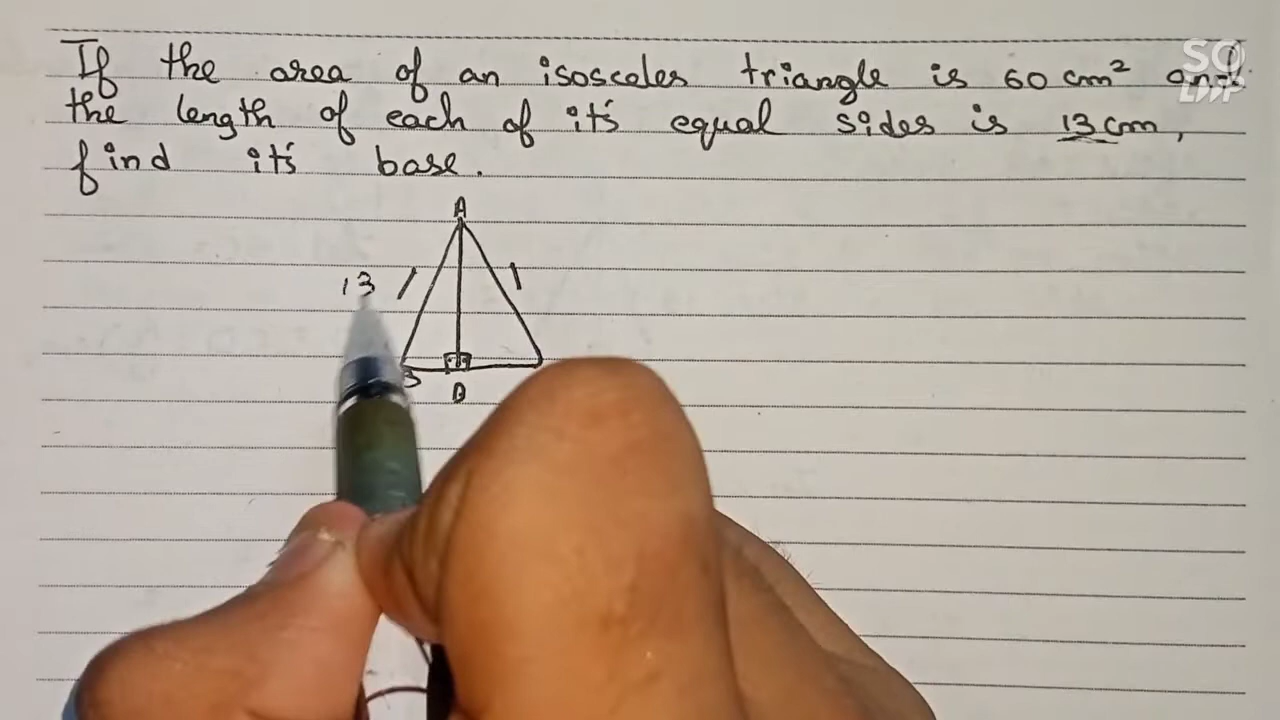 If the area of an isosceles triangle is 60 cm² and
the length of each of it's equal sides is 13 cm,
find it's base.
A
13
B
D